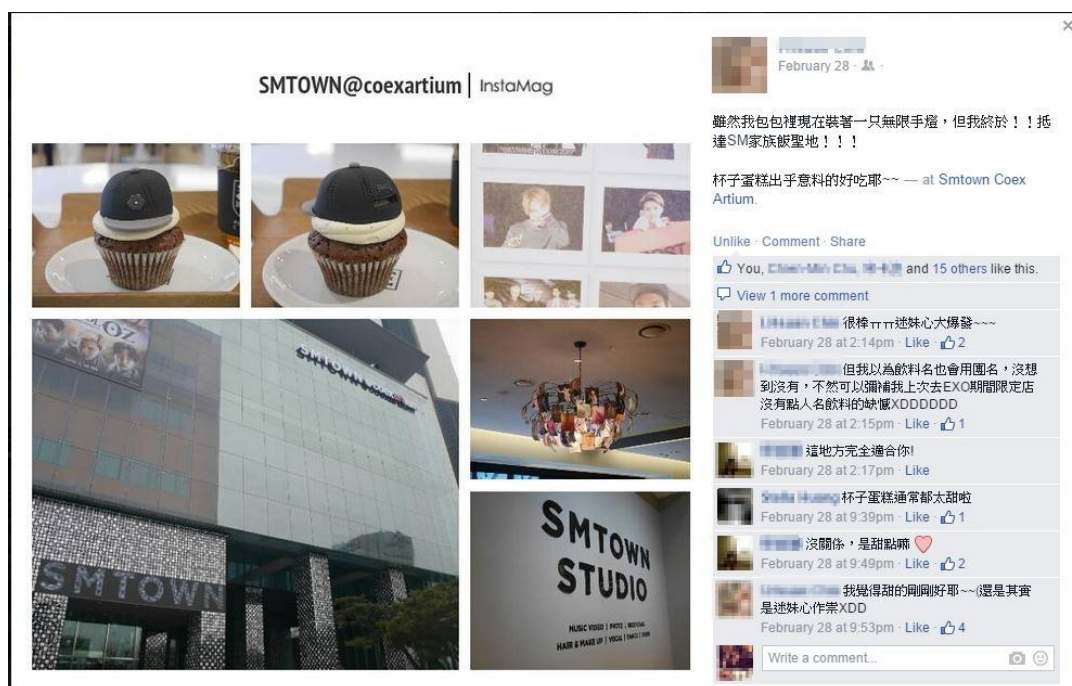 SMTOWN@coexartium | InstaMag
OZ
SMTOWN
SMTOWN
SMTOWN
STUDIO
MUSIC VIDEO | PHOTO |
HAIR & MAKE UP | VOCAL | DANCE |
February 28 ·
雖然我包包裡現在裝著一只無限手燈，但我終於！！抵
達SM家族飯聖地！！！
杯子蛋糕出乎意料的好吃耶~~ — at Smtown Coex
Artium.
Unlike · Comment · Share
You, and 15 others like this.
View 1 more comment
很棒ㅠㅠ迷妹心大爆發~~~
February 28 at 2:14pm · Like · 2
但我以為飲料名也會用團名，沒想
到沒有，不然可以彌補我上次去EXO期間限定店
沒有點人名飲料的缺憾XDDDDDD
February 28 at 2:15pm · Like · 1
這地方完全適合你!
February 28 at 2:17pm · Like
杯子蛋糕通常都太甜啦
February 28 at 9:39pm · Like · 1
沒關係，是甜點嘛
February 28 at 9:49pm · Like · 2
我覺得甜的剛剛好耶~~(還是其實
是迷妹心作祟XDD
February 28 at 9:53pm · Like · 4
Write a comment...